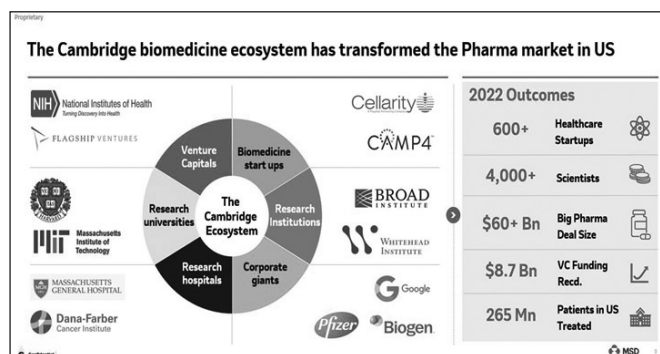 Proprietary
The Cambridge biomedicine ecosystem has transformed the Pharma market in US
NIH National Institutes of Health
Turning Discovery Into Health
FLAGSHIP VENTURES
Massachusetts
Institute of
Technology
MASSACHUSETTS
GENERAL HOSPITAL
Dana-Farber
Cancer Institute
Venture
Capitals
Biomedicine
start ups
Research
universities
The
Cambridge
Ecosystem
Research
Institutions
Research
hospitals
Corporate
giants
Cellarity
CAMP4
BROAD
INSTITUTE
WHITEHEAD
INSTITUTE
Google
Pfizer
Biogen
2022 Outcomes
600+ Healthcare
Startups
4,000+ Scientists
$60+ Bn Big Pharma
Deal Size
$8.7 Bn VC Funding
Recd.
265 Mn Patients in US
Treated
MSD